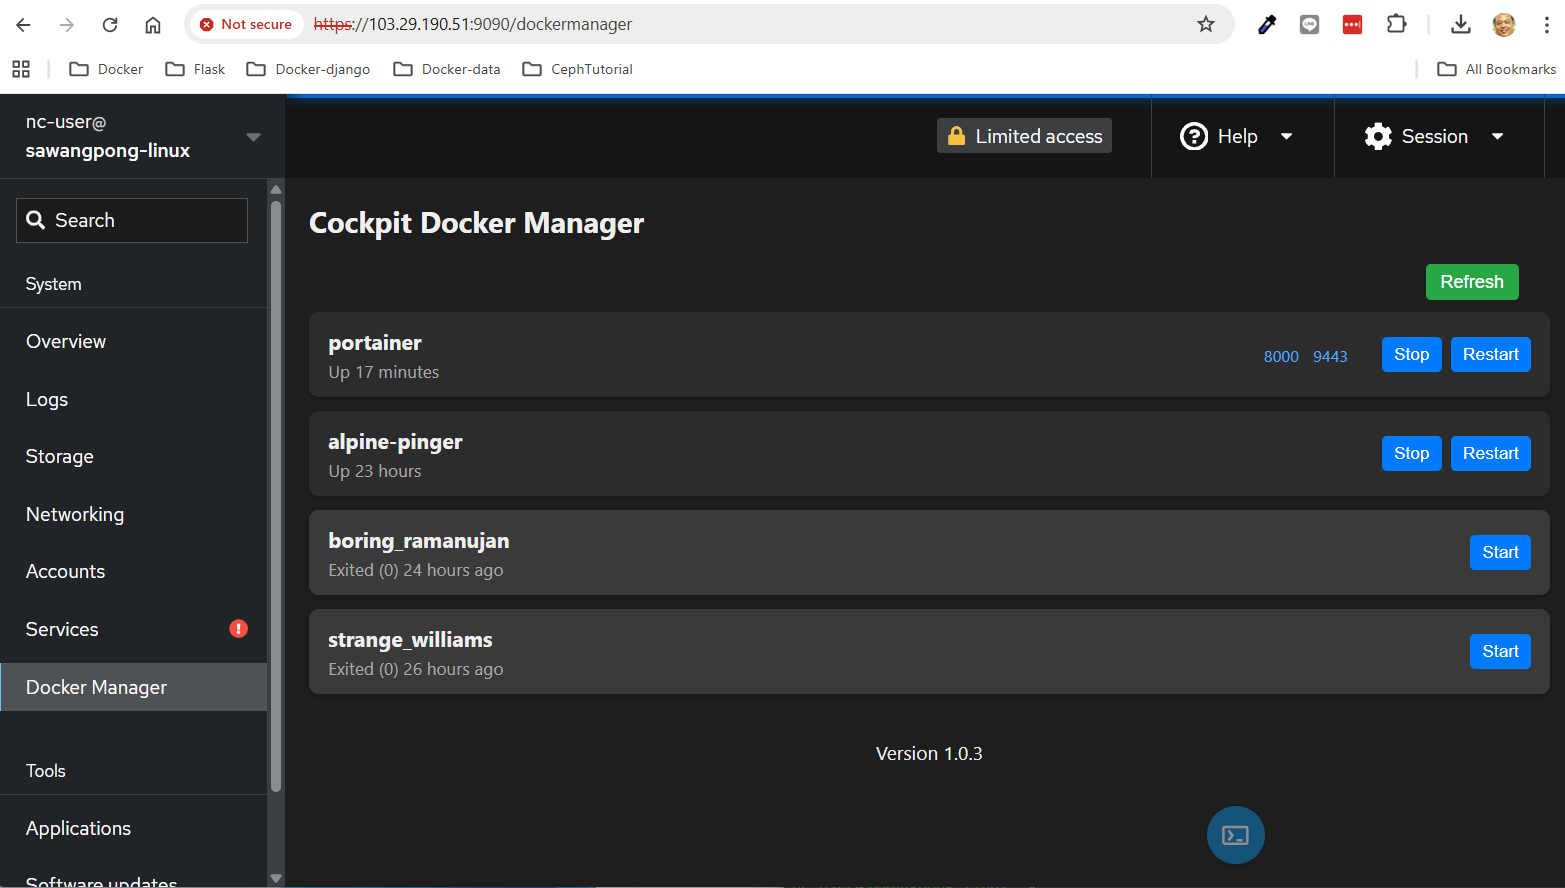 Not secure https://103.29.190.51:9090/dockermanager
Docker Flask Docker-django Docker-data CephTutorial All Bookmarks
nc-user@
sawangpong-linux
Limited access Help Session
Search
System
Overview
Logs
Storage
Networking
Accounts
Services
Docker Manager
Tools
Applications
Software updates
Cockpit Docker Manager
Refresh
portainer
Up 17 minutes
8000 9443 Stop Restart
alpine-pinger
Up 23 hours
Stop Restart
boring_ramanujan
Exited (0) 24 hours ago
Start
strange_williams
Exited (0) 26 hours ago
Start
Version 1.0.3